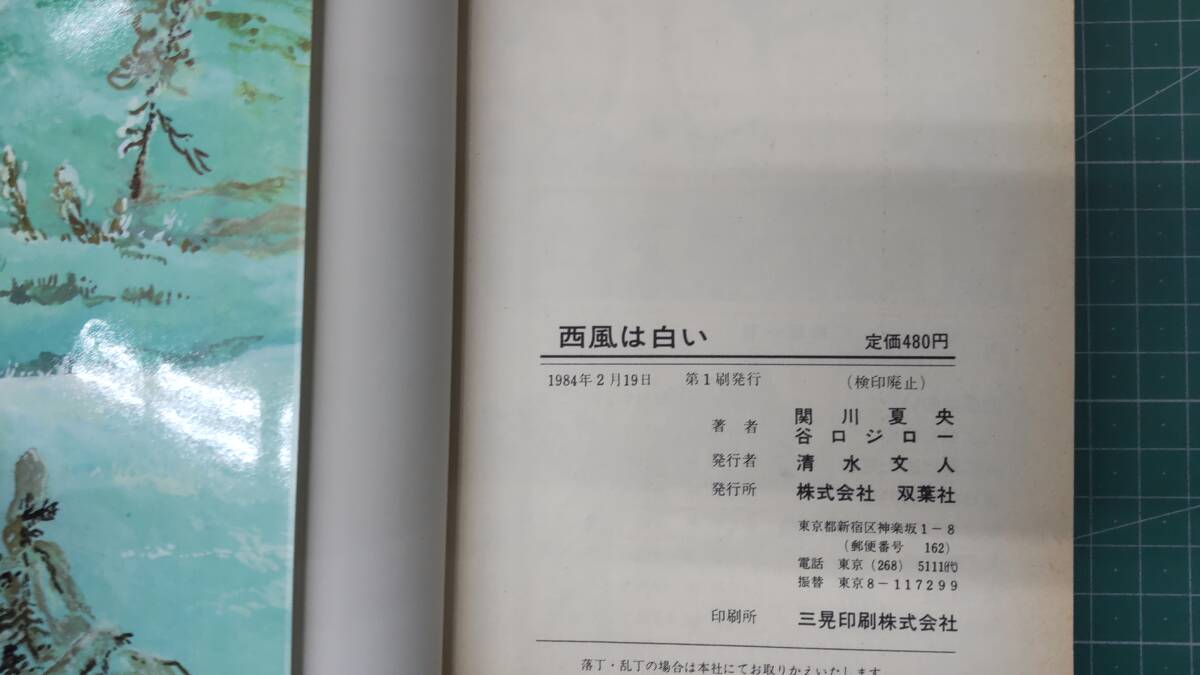 西風は白い 定価480円
1984年2月19日 第1刷発行 (検印廃止)
著者 関川夏央
谷口ジロー
発行者 清水文人
発行所 株式会社 双葉社
東京都新宿区神楽坂1-8
(郵便番号 162)
電話 東京(268) 5111(代)
振替 東京8-117299
印刷所 三晃印刷株式会社
落丁・乱丁の場合は本社にてお取りかえいたします